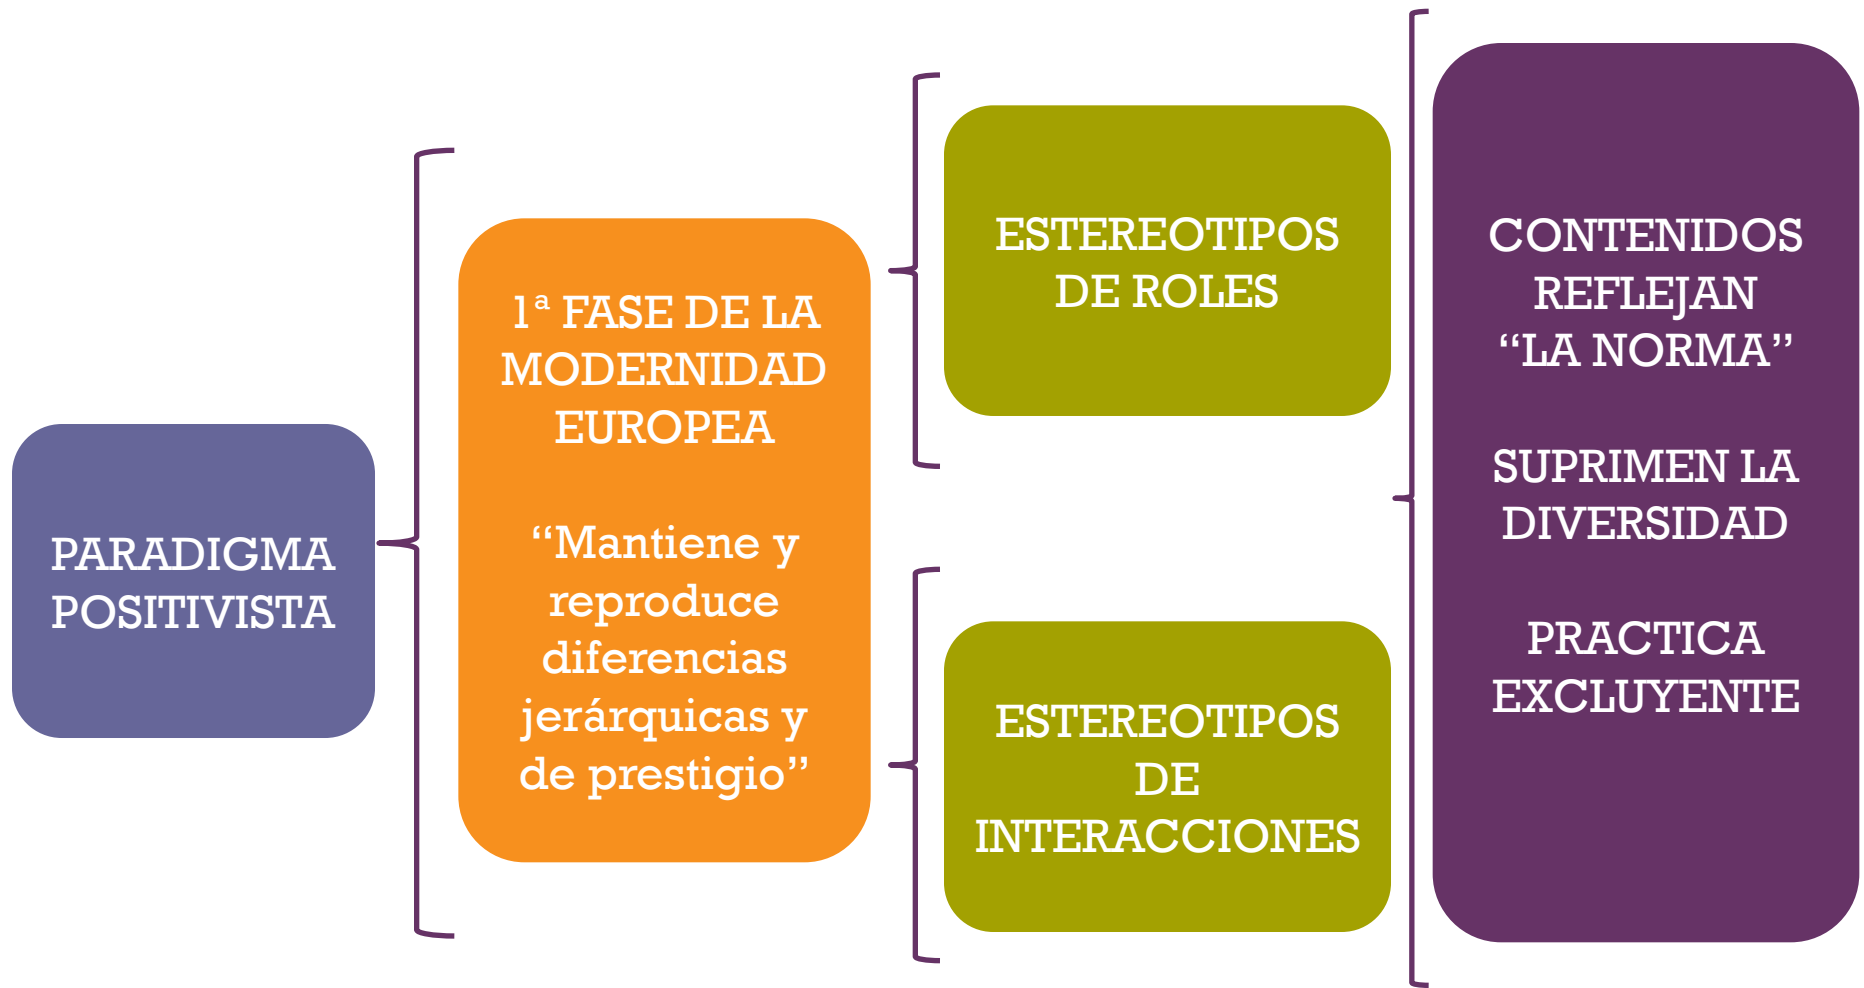 PARADIGMA
POSITIVISTA
1ª FASE DE LA
MODERNIDAD
EUROPEA
“Mantiene y
reproduce
diferencias
jerárquicas y
de prestigio”
ESTEREOTIPOS
DE ROLES
ESTEREOTIPOS
DE
INTERACCIONES
CONTENIDOS
REFLEJAN
“LA NORMA”
SUPRIMEN LA
DIVERSIDAD
PRACTICA
EXCLUYENTE